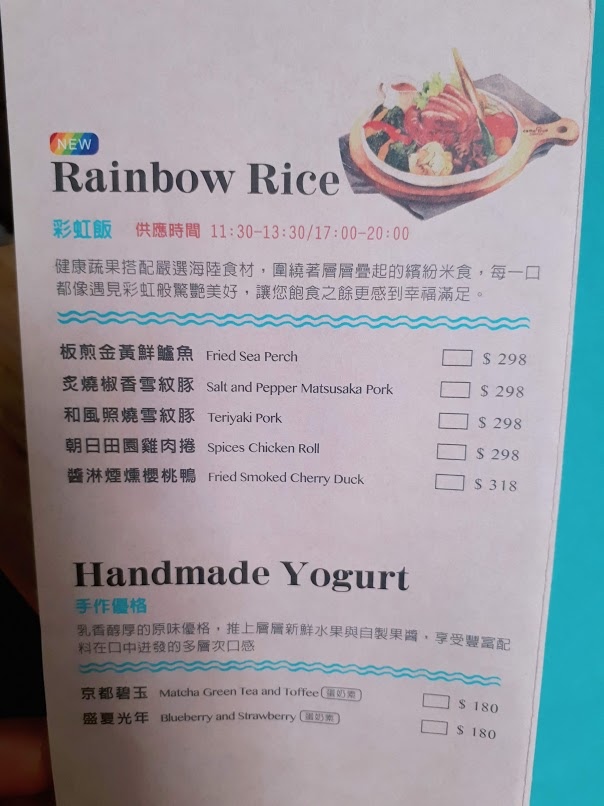 NEW
Rainbow Rice
彩虹飯 供應時間 11:30-13:30/17:00-20:00
健康蔬果搭配嚴選海陸食材，圍繞著層層疊起的繽紛米食，每一口
都像遇見彩虹般驚艷美好，讓您飽食之餘更感到幸福滿足。
板煎金黃鮮鱸魚 Fried Sea Perch $ 298
炙燒椒香雪紋豚 Salt and Pepper Matsusaka Pork $ 298
和風照燒雪紋豚 Teriyaki Pork $ 298
朝日田園雞肉捲 Spices Chicken Roll $ 298
醬淋煙燻櫻桃鴨 Fried Smoked Cherry Duck $ 318
Handmade Yogurt
手作優格
乳香醇厚的原味優格，推上層層新鮮水果與自製果醬，享受豐富配
料在口中迸發的多層次口感
京都碧玉 Matcha Green Tea and Toffee 蛋奶素 $ 180
盛夏光年 Blueberry and Strawberry 蛋奶素 $ 180